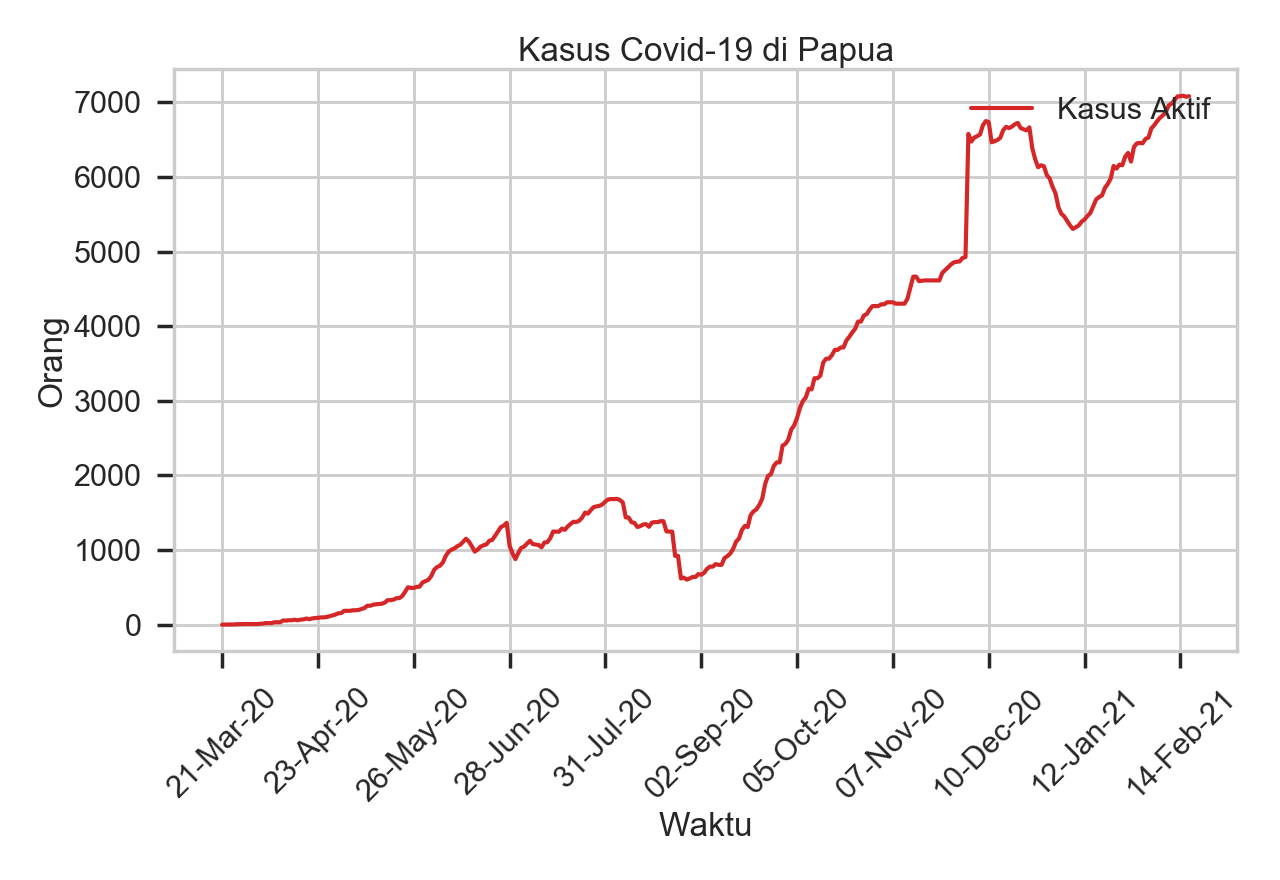 Kasus Covid-19 di Papua
Kasus Aktif
Orang
7000
6000
5000
4000
3000
2000
1000
0
21-Mar-20
23-Apr-20
26-May-20
28-Jun-20
31-Jul-20
02-Sep-20
05-Oct-20
07-Nov-20
10-Dec-20
12-Jan-21
14-Feb-21
Waktu